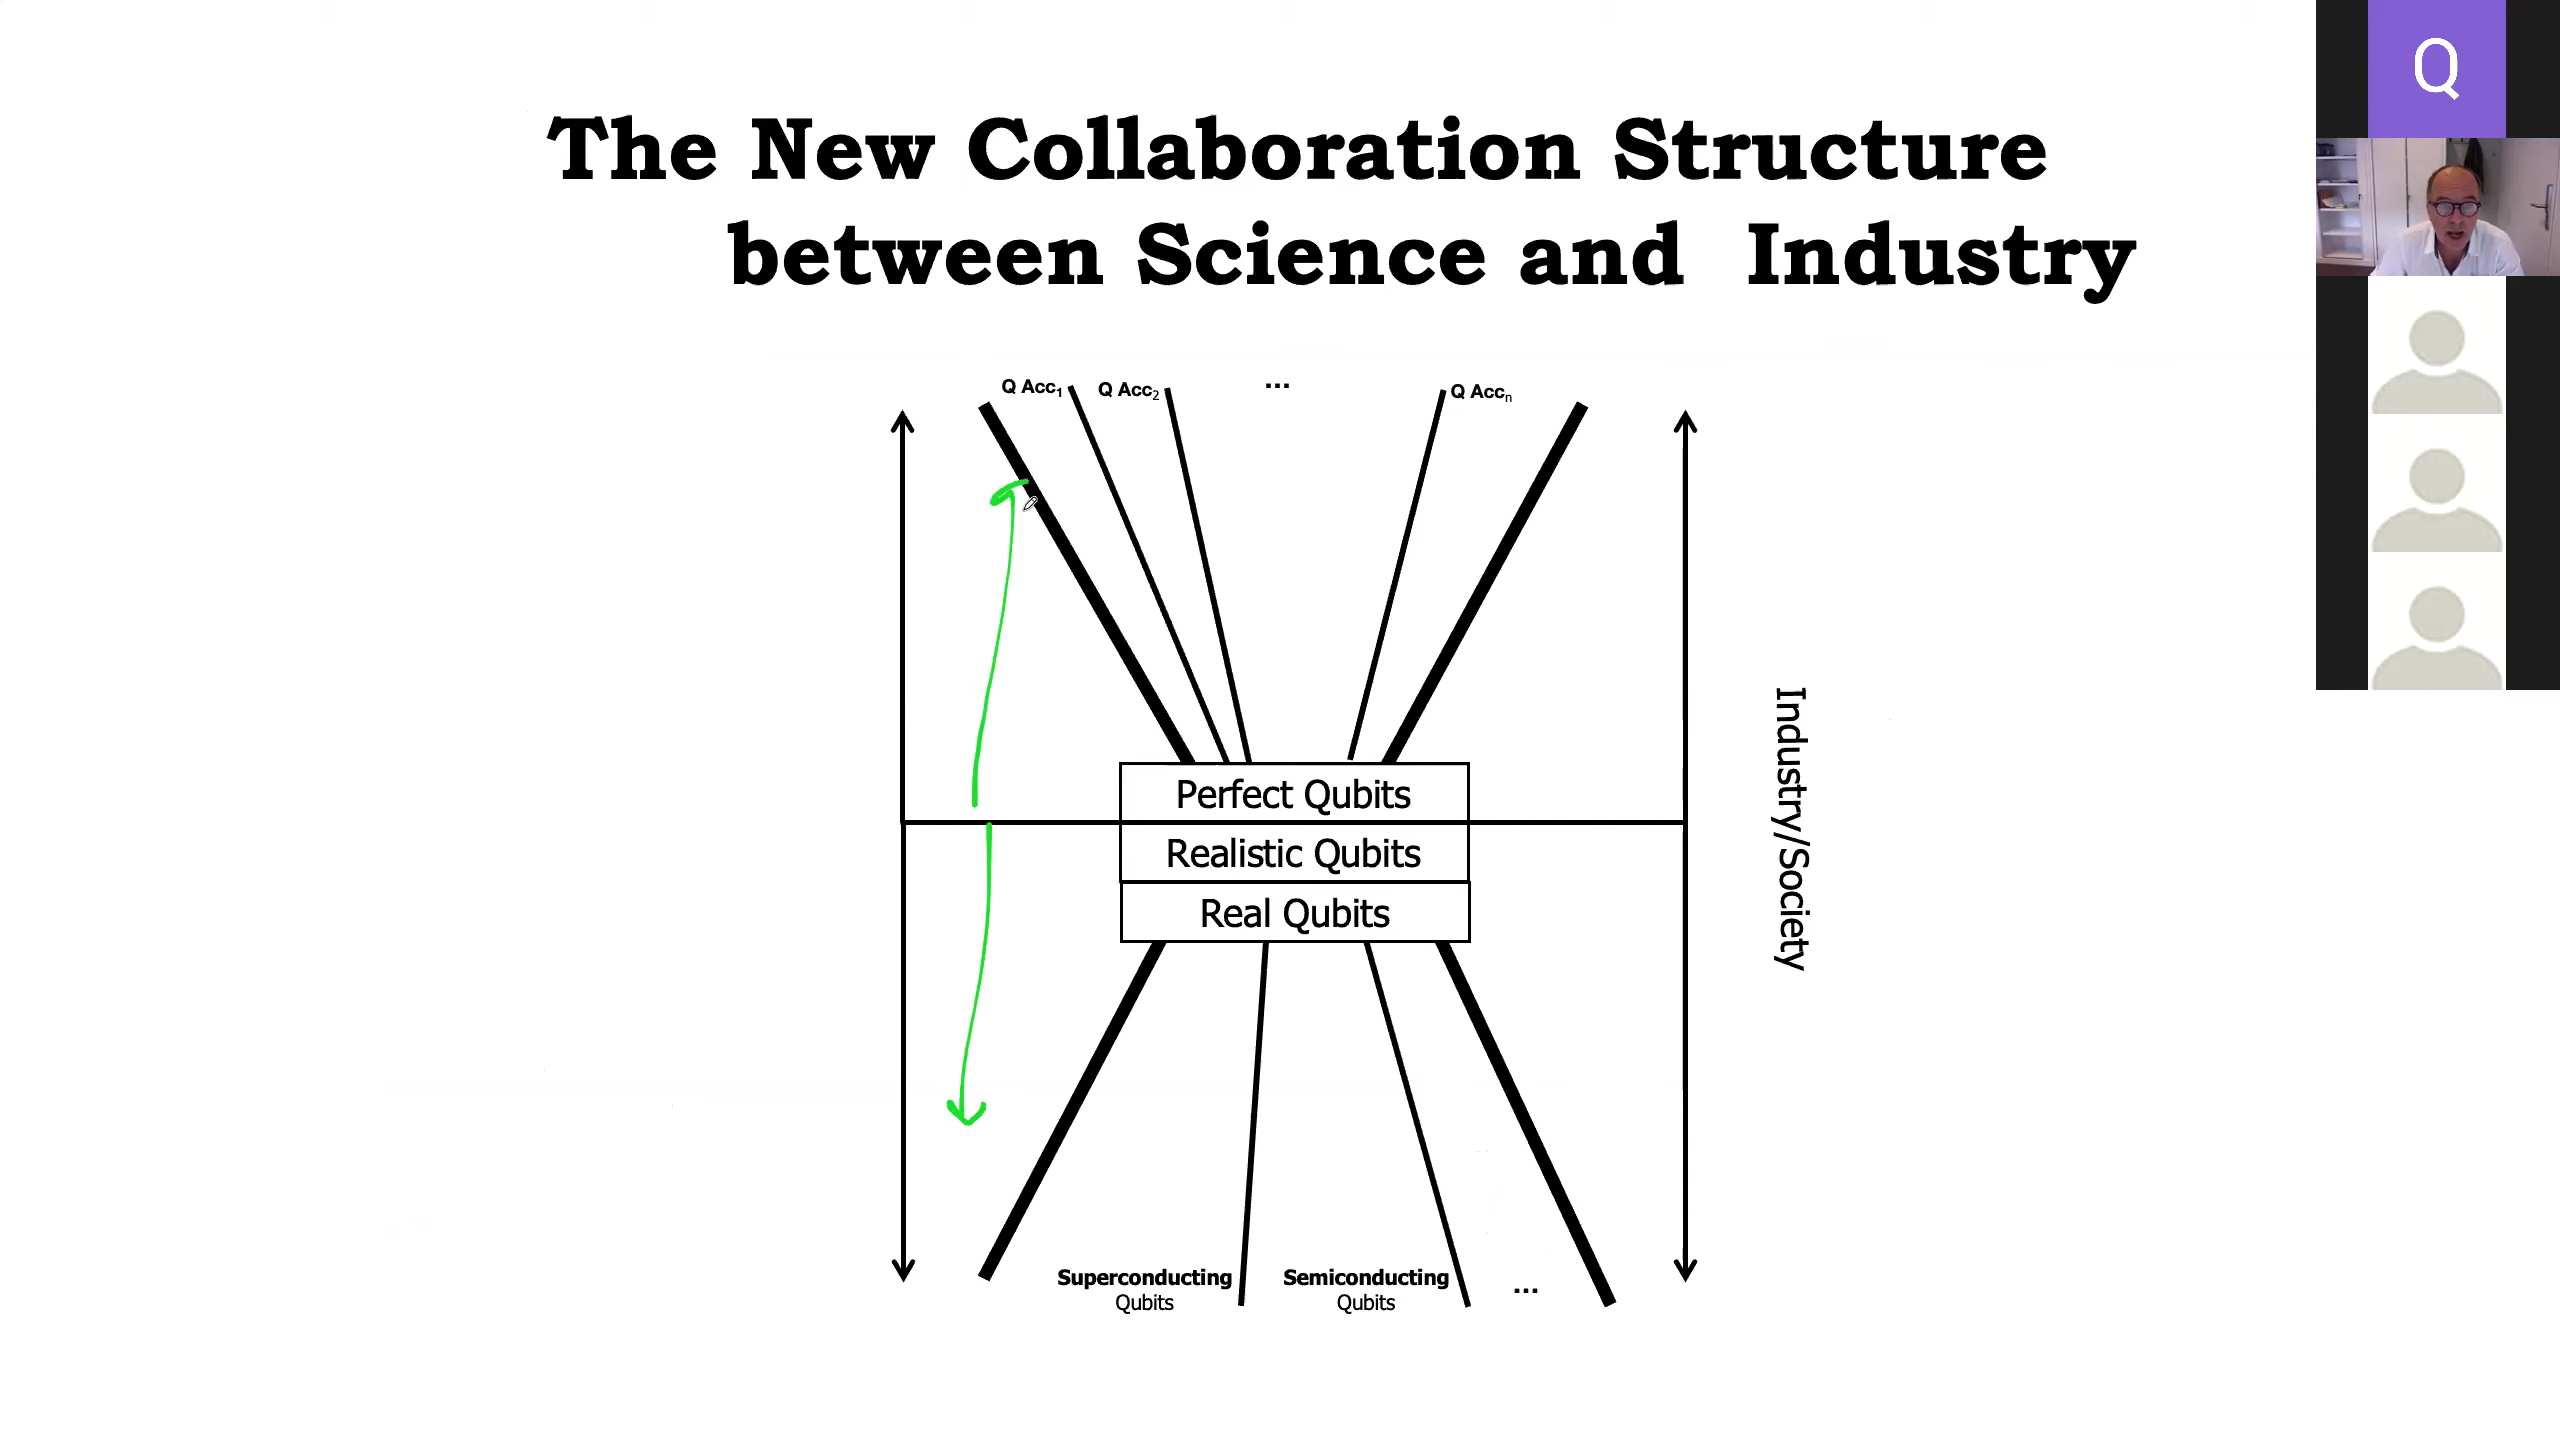 Q
The New Collaboration Structure
between Science and Industry
Q Acc1 Q Acc2 ... Q Accn
Perfect Qubits
Realistic Qubits
Real Qubits
Industry/Society
Superconducting
Qubits
Semiconducting
Qubits
...